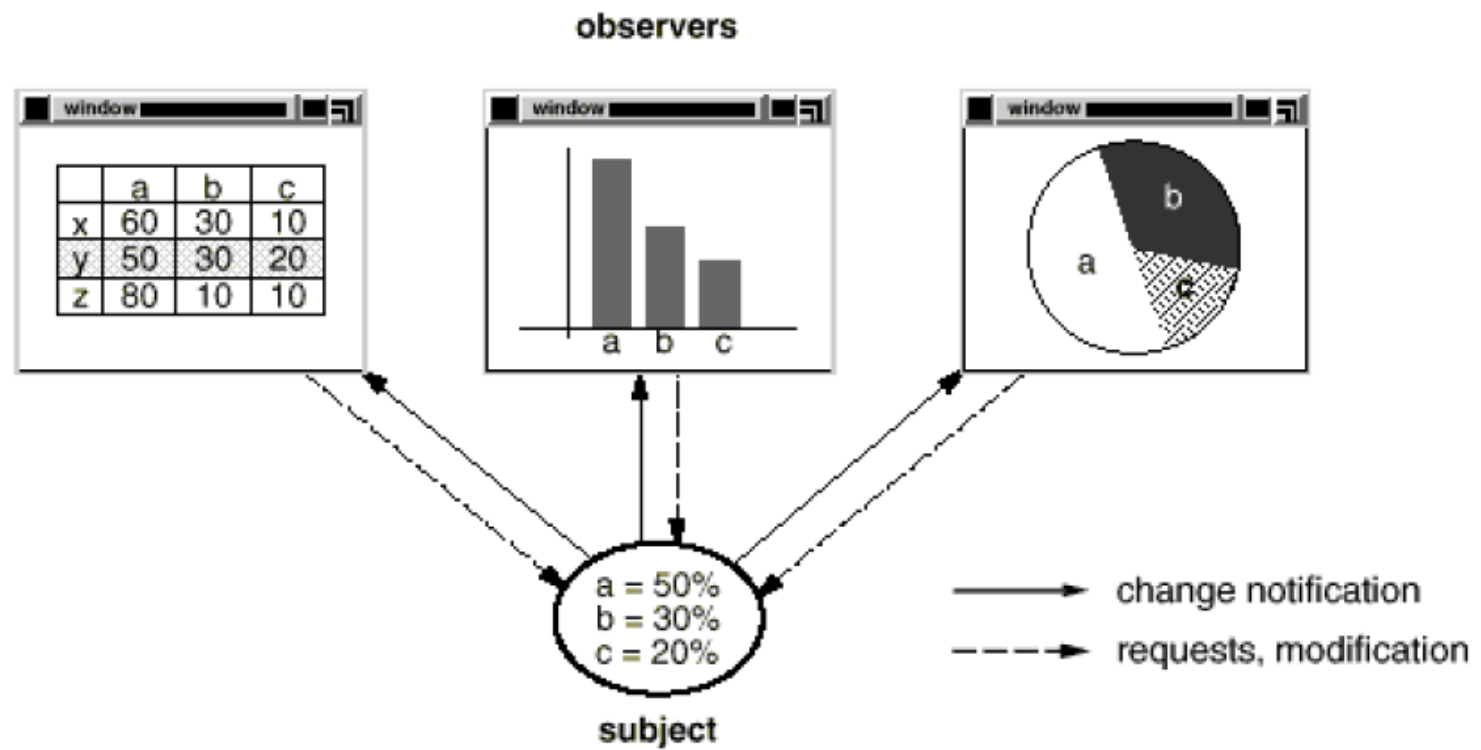 observers
window
a b c
x 60 30 10
y 50 30 20
z 80 10 10
window
a b c
window
b
a
c
a = 50%
b = 30%
c = 20%
subject
change notification
requests, modification